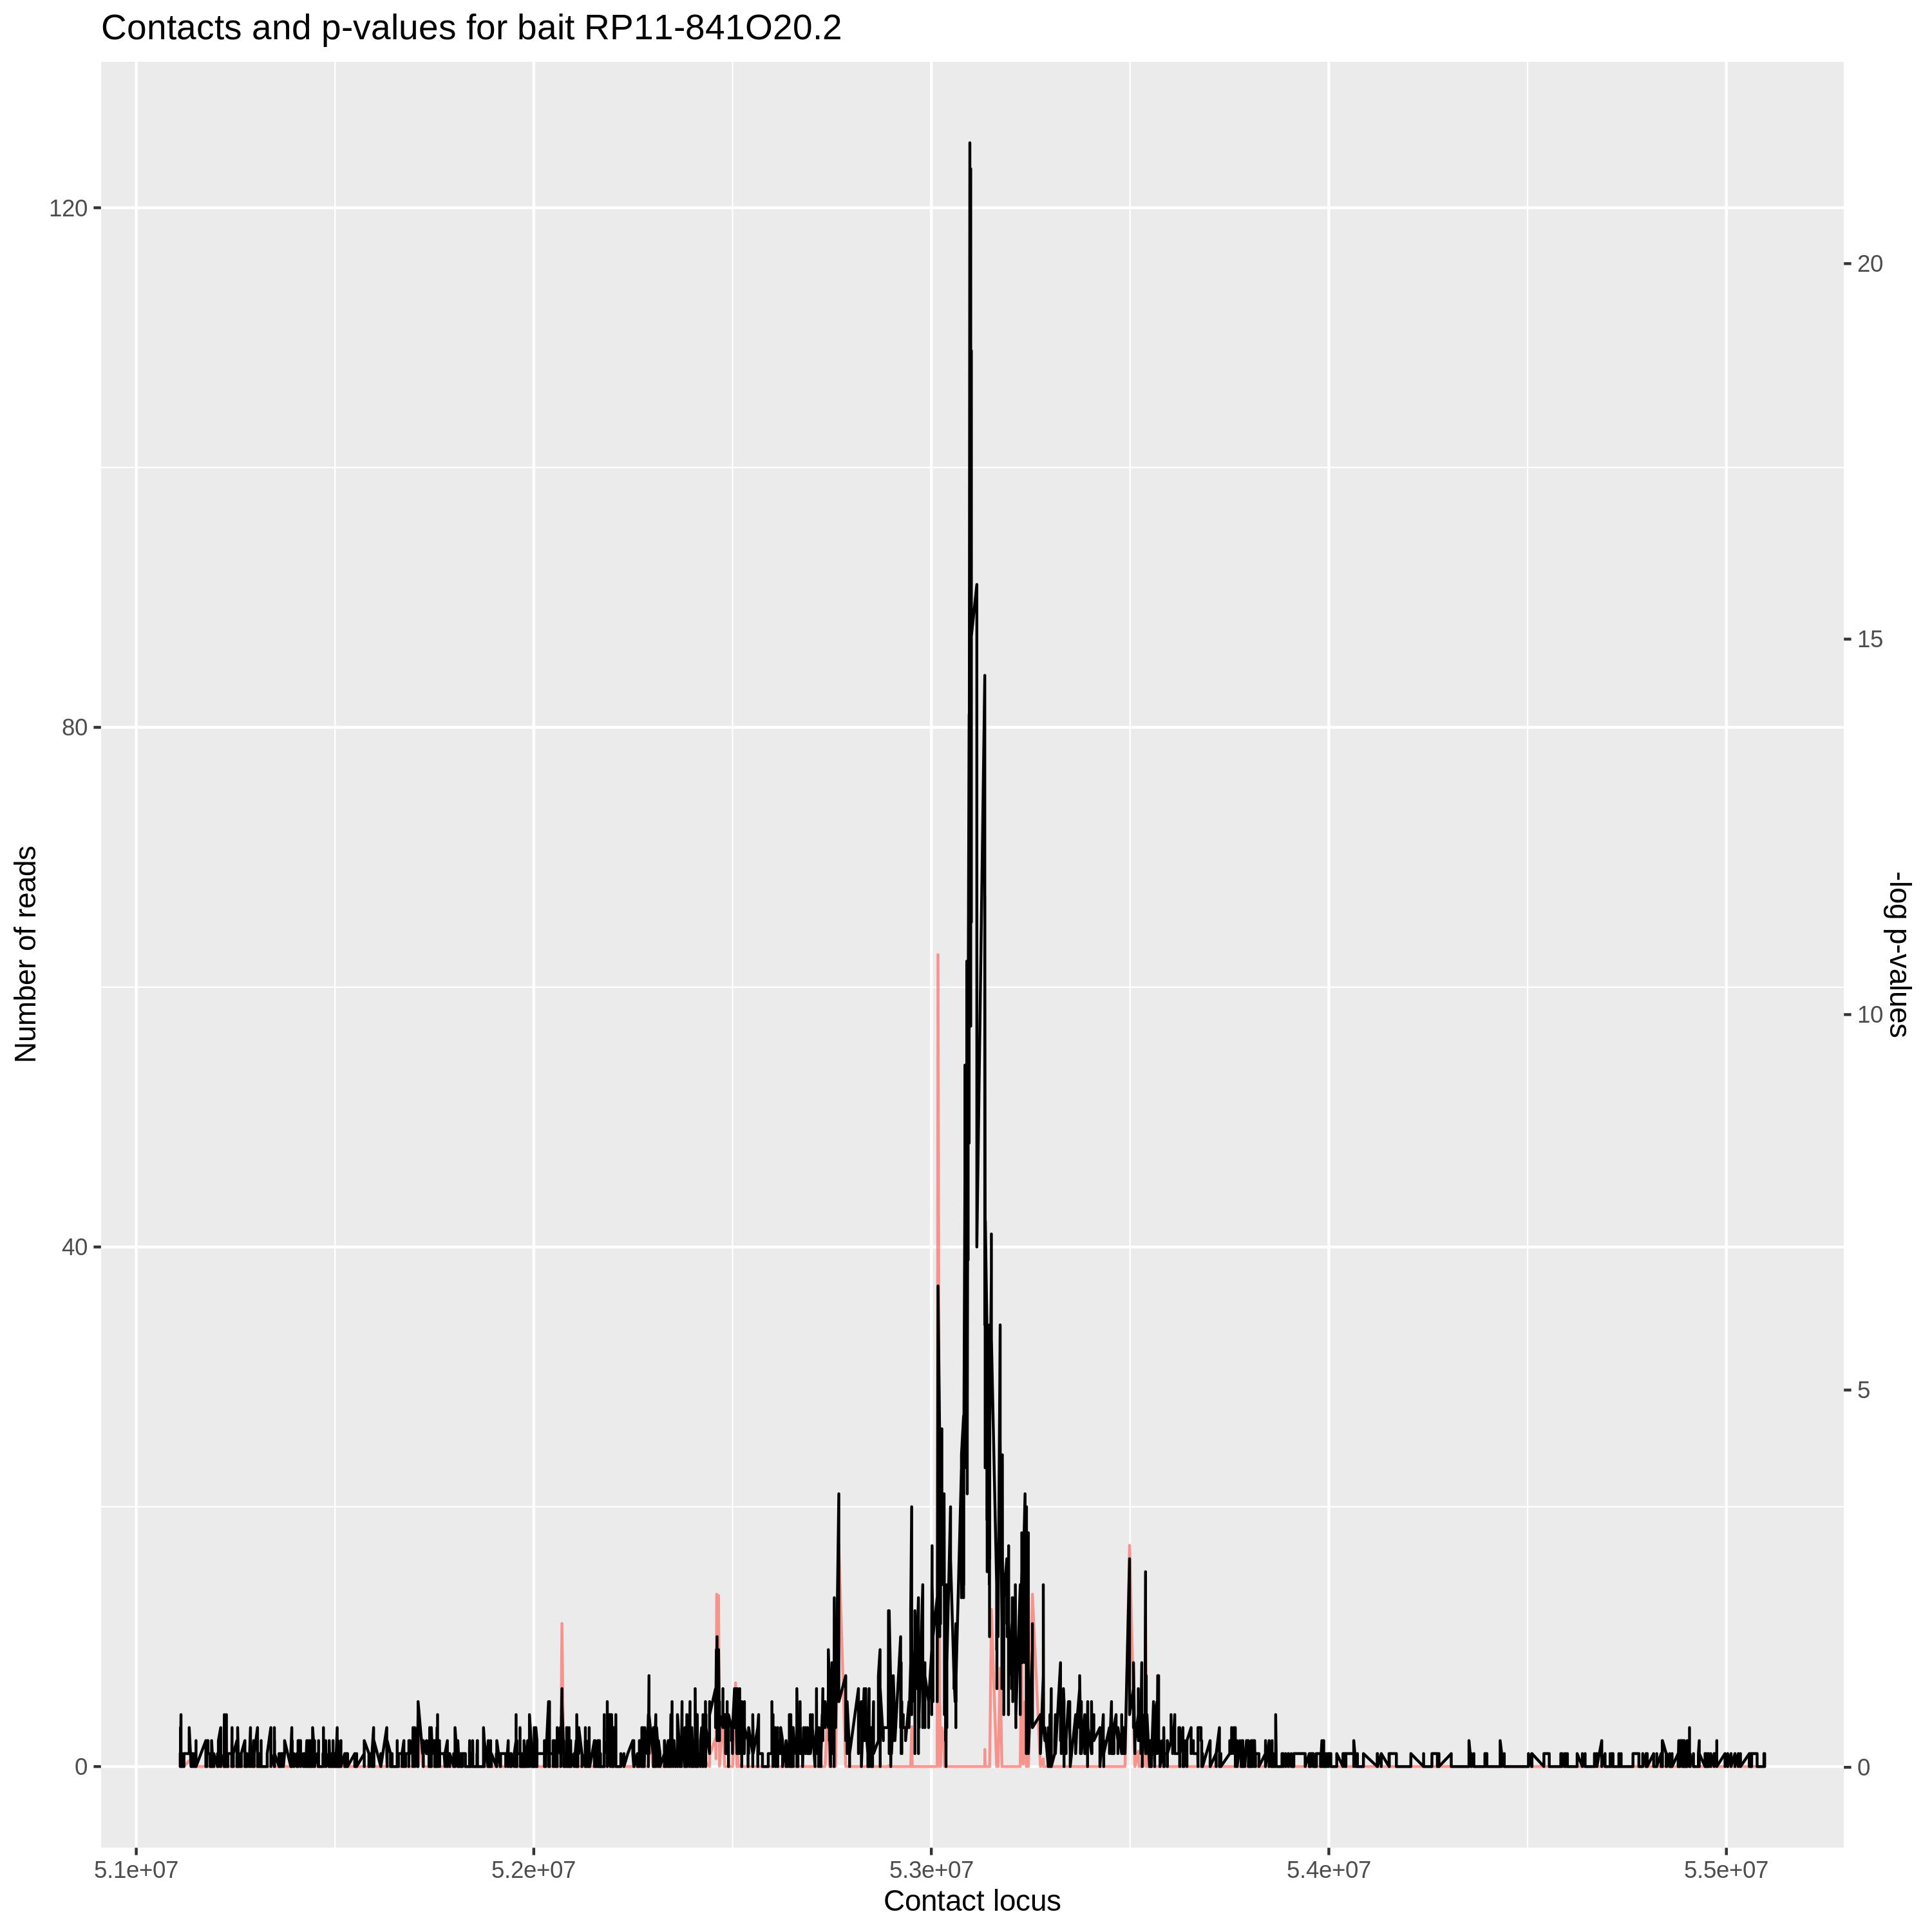 Contacts and p-values for bait RP11-841O20.2
120
80
40
0
20
15
10
5
0
Number of reads
-log p-values
5.1e+07
5.2e+07
5.3e+07
5.4e+07
5.5e+07
Contact locus